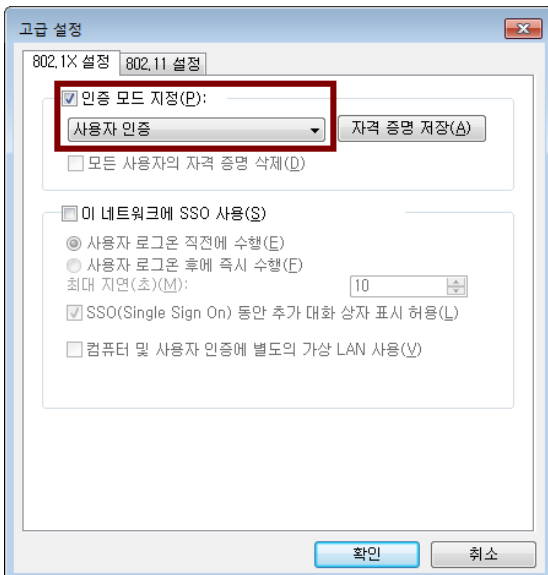 고급 설정
802,1X 설정 802,11 설정
인증 모드 지정(P):
사용자 인증 자격 증명 저장(A)
모든 사용자의 자격 증명 삭제(D)
이 네트워크에 SSO 사용(S)
사용자 로그온 직전에 수행(E)
사용자 로그온 후에 즉시 수행(F)
최대 지연(초)(M): 10
SSO(Single Sign On) 동안 추가 대화 상자 표시 허용(L)
컴퓨터 및 사용자 인증에 별도의 가상 LAN 사용(V)
확인 취소